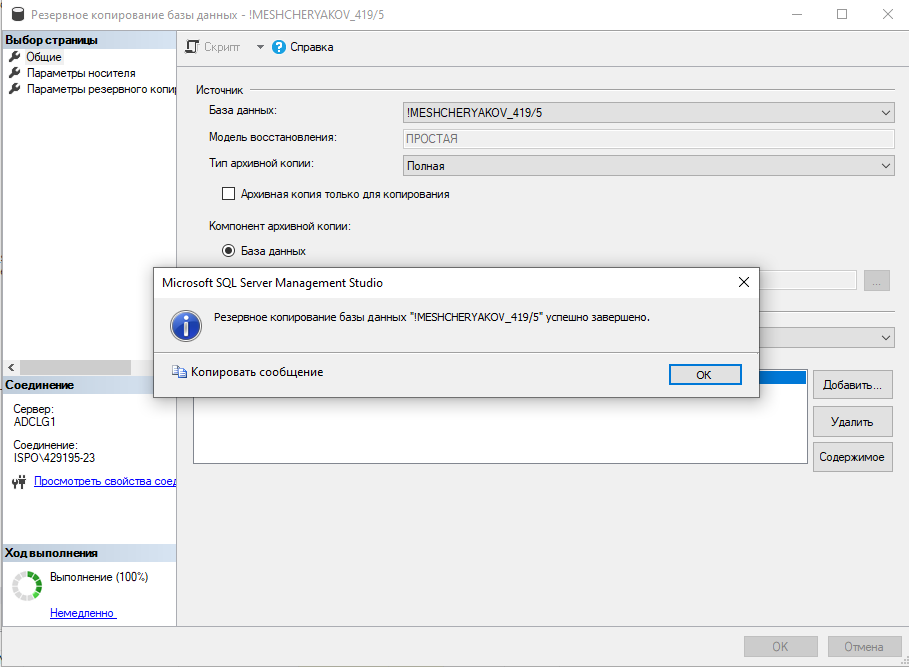 Резервное копирование базы данных - !MESHCHERYAKOV_419/5
Выбор страницы
Общие
Параметры носителя
Параметры резервного копир
Скрипт
Справка
Источник
База данных:
!MESHCHERYAKOV_419/5
Модель восстановления:
ПРОСТАЯ
Тип архивной копии:
Полная
Архивная копия только для копирования
Компонент архивной копии:
База данных
...
Microsoft SQL Server Management Studio
Резервное копирование базы данных "!MESHCHERYAKOV_419/5" успешно завершено.
Копировать сообщение
ОК
Добавить...
Удалить
Содержимое
Соединение
Сервер:
ADCLG1
Соединение:
ISPO\429195-23
Просмотреть свойства соед
Ход выполнения
Выполнение (100%)
Немедленно
ОК
Отмена